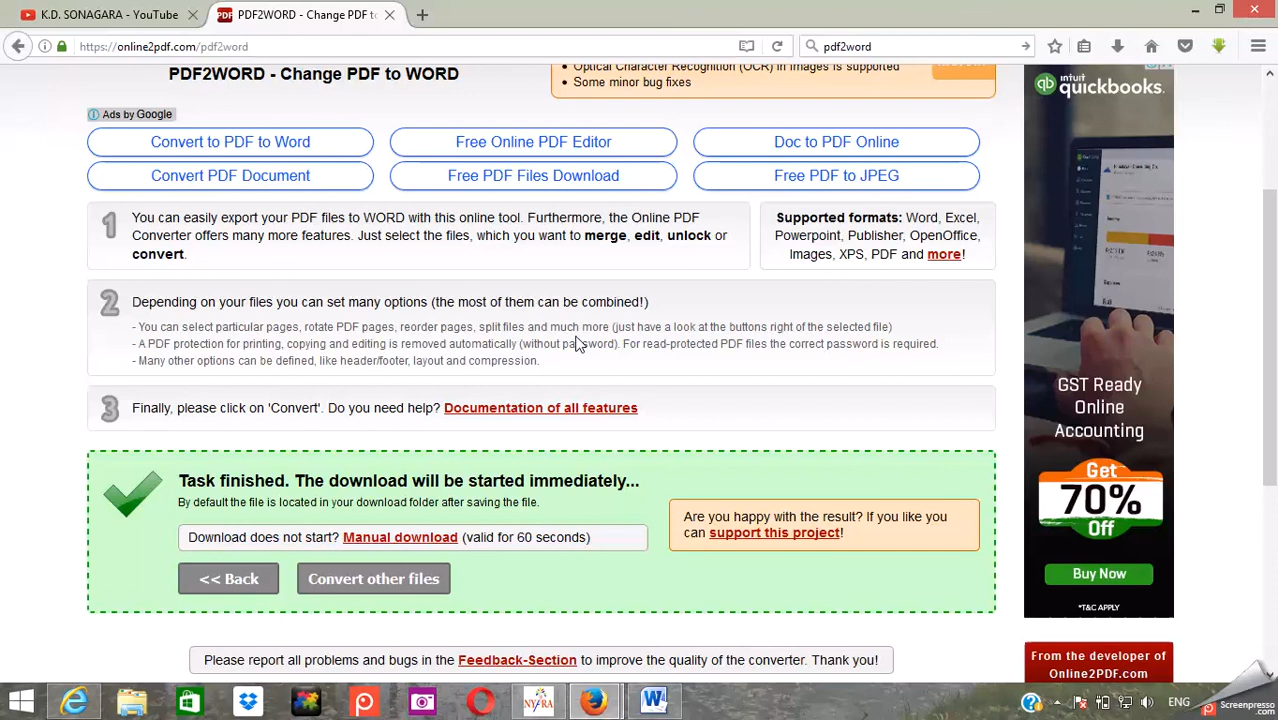 K.D. SONAGARA - YouTube
PDF2WORD - Change PDF to
https://online2pdf.com/pdf2word
pdf2word
PDF2WORD - Change PDF to WORD
Optical Character Recognition (OCR) in images is supported
Some minor bug fixes
Ads by Google
Convert to PDF to Word
Free Online PDF Editor
Doc to PDF Online
Convert PDF Document
Free PDF Files Download
Free PDF to JPEG
1
You can easily export your PDF files to WORD with this online tool. Furthermore, the Online PDF
Converter offers many more features. Just select the files, which you want to merge, edit, unlock or
convert.
Supported formats: Word, Excel,
Powerpoint, Publisher, OpenOffice,
Images, XPS, PDF and more!
2
Depending on your files you can set many options (the most of them can be combined!)
- You can select particular pages, rotate PDF pages, reorder pages, split files and much more (just have a look at the buttons right of the selected file)
- A PDF protection for printing, copying and editing is removed automatically (without password). For read-protected PDF files the correct password is required.
- Many other options can be defined, like header/footer, layout and compression.
3
Finally, please click on 'Convert'. Do you need help? Documentation of all features
Task finished. The download will be started immediately...
By default the file is located in your download folder after saving the file.
Download does not start? Manual download (valid for 60 seconds)
<< Back
Convert other files
Are you happy with the result? If you like you
can support this project!
Please report all problems and bugs in the Feedback-Section to improve the quality of the converter. Thank you!
intuit
quickbooks.
GST Ready
Online
Accounting
Get
70%
Off
Buy Now
*T&C APPLY
From the developer of
Online2PDF.com
NYRA
ENG
Screenpresso
.com